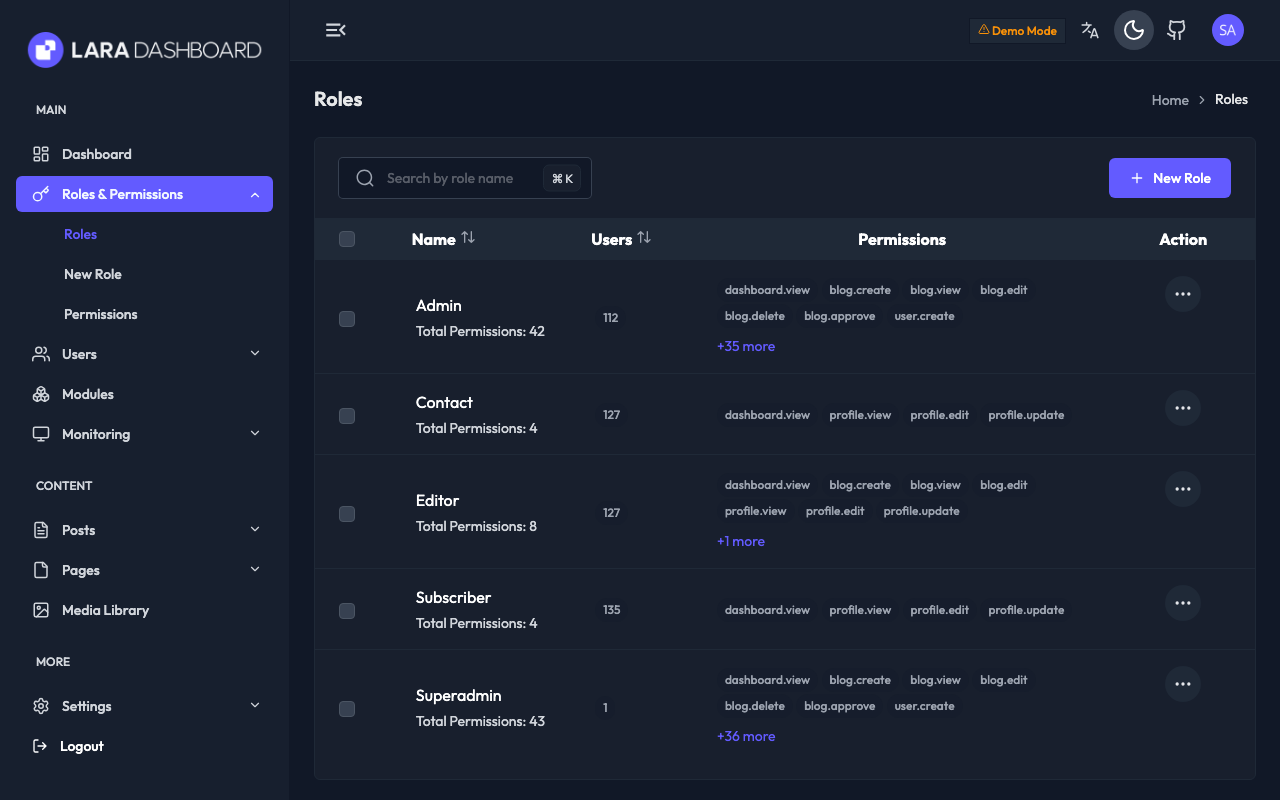 LARA DASHBOARD
MAIN
Dashboard
Roles & Permissions
Roles
New Role
Permissions
Users
Modules
Monitoring
CONTENT
Posts
Pages
Media Library
MORE
Settings
Logout
Demo Mode
SA
Roles
Home > Roles
Search by role name ⌘ K
New Role
Name Users Permissions Action
Admin
Total Permissions: 42
112
dashboard.view blog.create blog.view blog.edit
blog.delete blog.approve user.create
+35 more
Contact
Total Permissions: 4
127
dashboard.view profile.view profile.edit profile.update
Editor
Total Permissions: 8
127
dashboard.view blog.create blog.view blog.edit
profile.view profile.edit profile.update
+1 more
Subscriber
Total Permissions: 4
135
dashboard.view profile.view profile.edit profile.update
Superadmin
Total Permissions: 43
1
dashboard.view blog.create blog.view blog.edit
blog.delete blog.approve user.create
+36 more